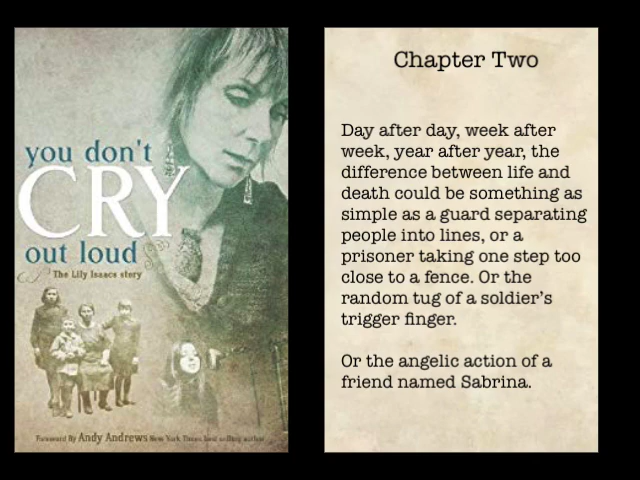 you don't
CRY
out loud
The Lily Isaacs story
Foreword By Andy Andrews New York Times best selling author
Chapter Two
Day after day, week after
week, year after year, the
difference between life and
death could be something as
simple as a guard separating
people into lines, or a
prisoner taking one step too
close to a fence. Or the
random tug of a soldier's
trigger finger.
Or the angelic action of a
friend named Sabrina.